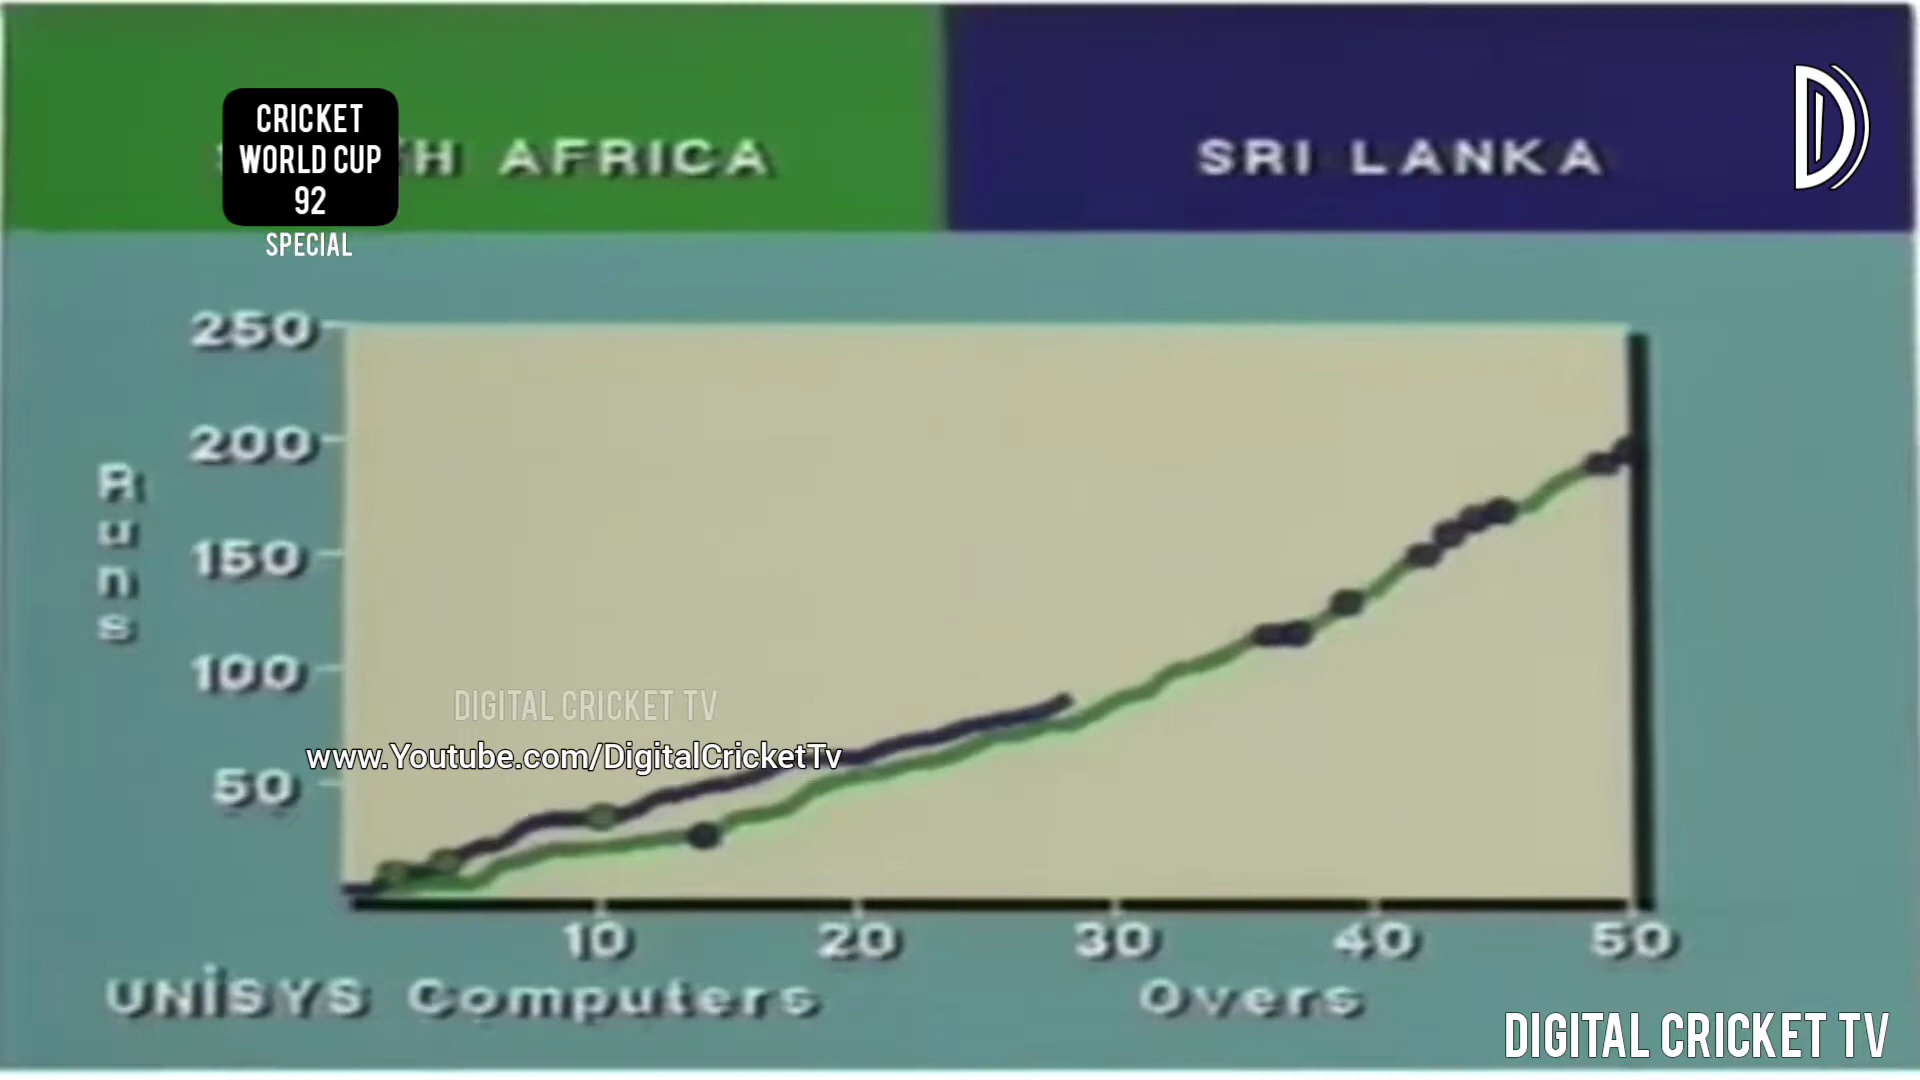 CRICKET
WORLD CUP
92
SPECIAL
TH AFRICA
SRI LANKA
250
200
150
100
50
Runs
DIGITAL CRICKET TV
www.Youtube.com/DigitalCricketTv
10 20 30 40 50
UNiSYS Computers
Overs
DIGITAL CRICKET TV